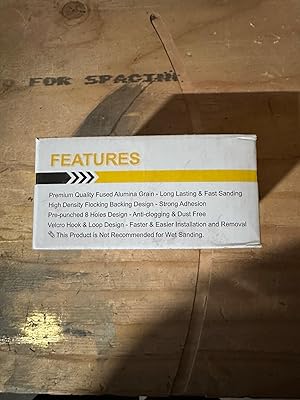 FOR SPACING
FEATURES
Premium Quality Fused Alumina Grain - Long Lasting & Fast Sanding
High Density Flocking Backing Design - Strong Adhesion
Pre-punched 8 Holes Design - Anti-clogging & Dust Free
Velcro Hook & Loop Design - Faster & Easier Installation and Removal
This Product is Not Recommended for Wet Sanding.